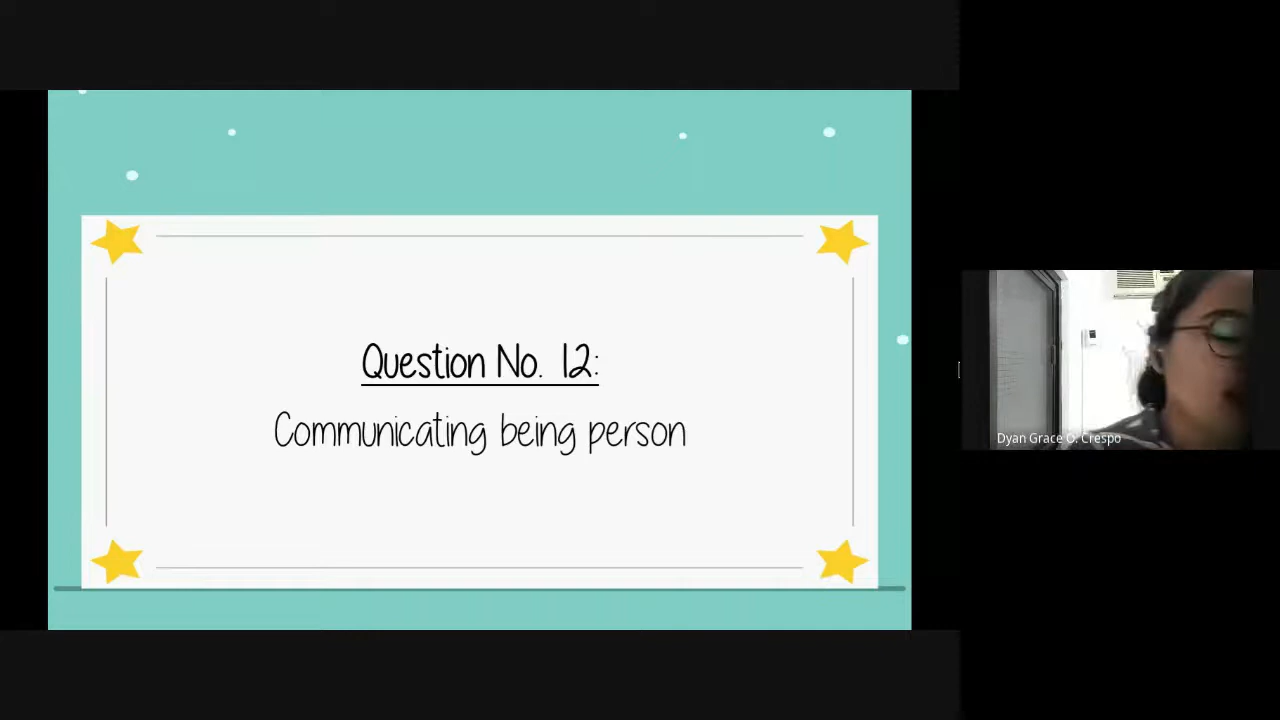 Question No. 12:
Communicating being person
Dyan Grace O. Crespo